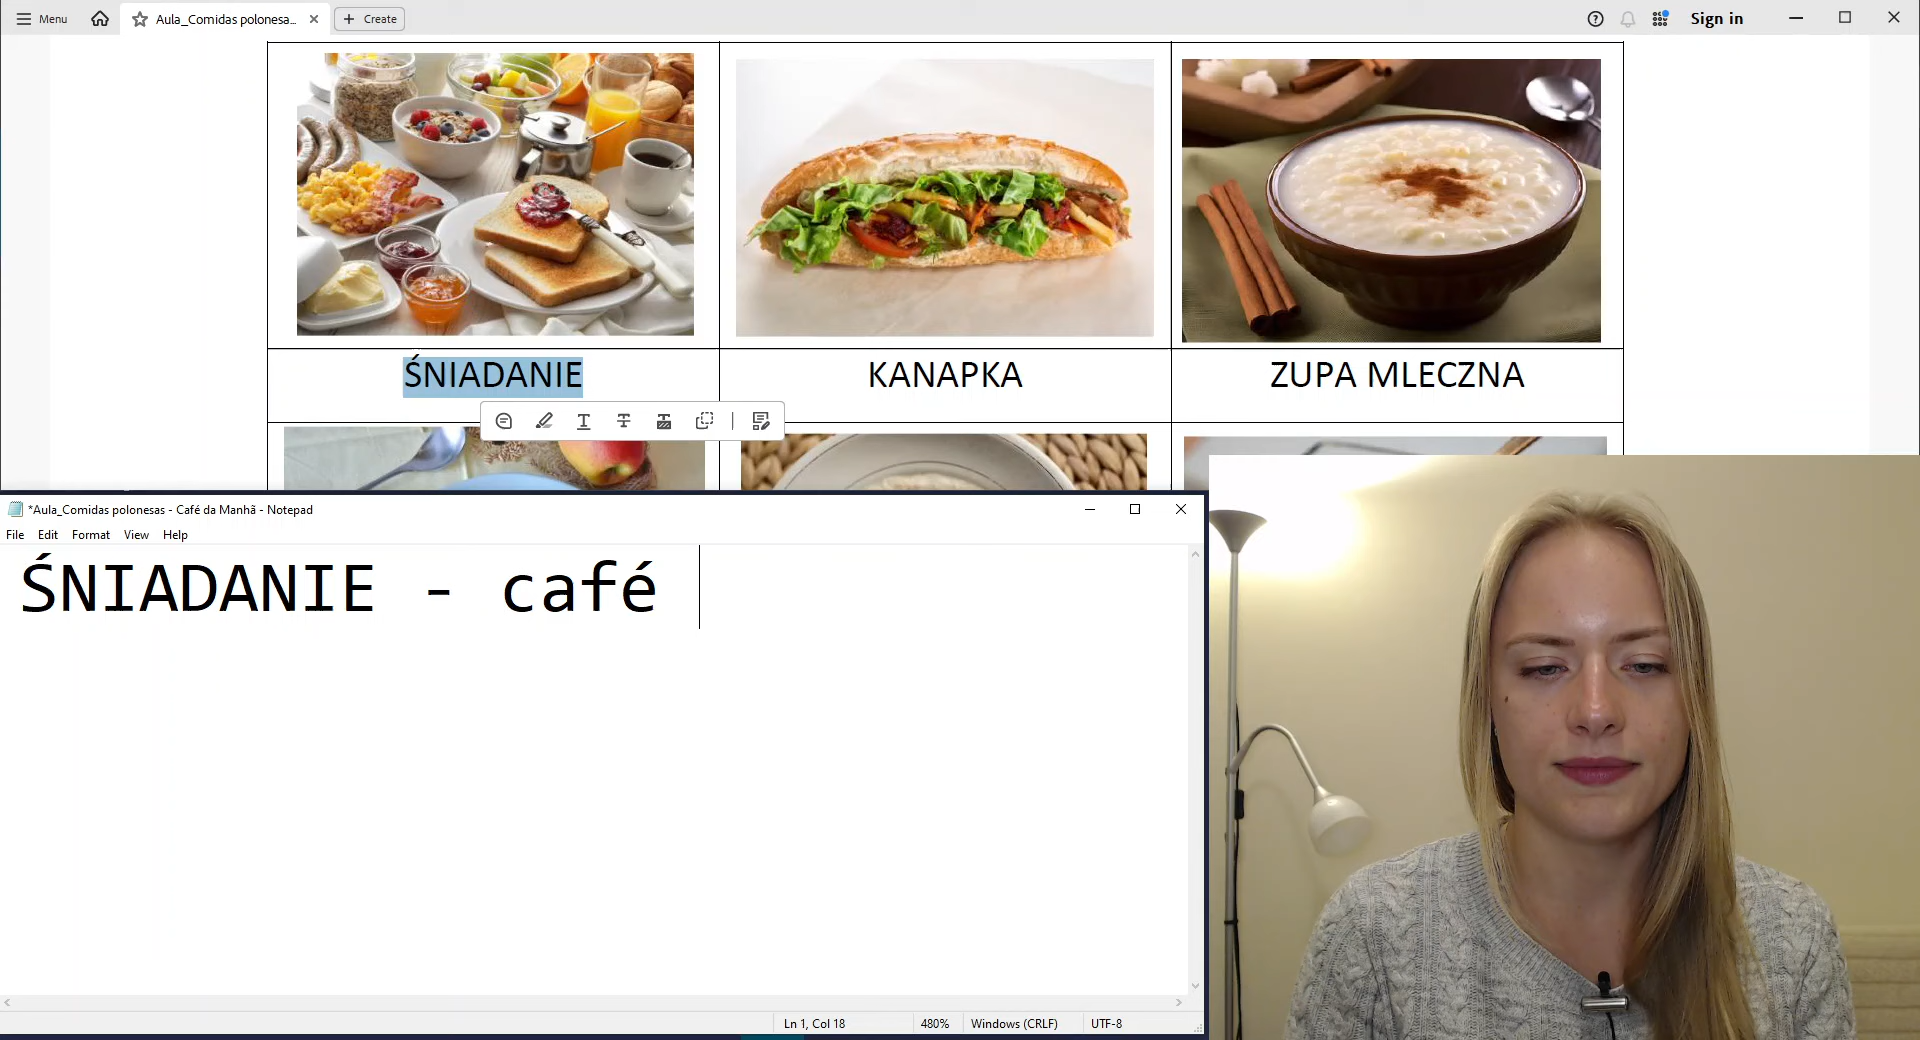 Menu
Aula_Comidas polonesa...
Create
Sign in
ŚNIADANIE
KANAPKA
ZUPA MLECZNA
*Aula_Comidas polonesas - Café da Manhã - Notepad
File Edit Format View Help
ŚNIADANIE - café
Ln 1, Col 18
480%
Windows (CRLF)
UTF-8